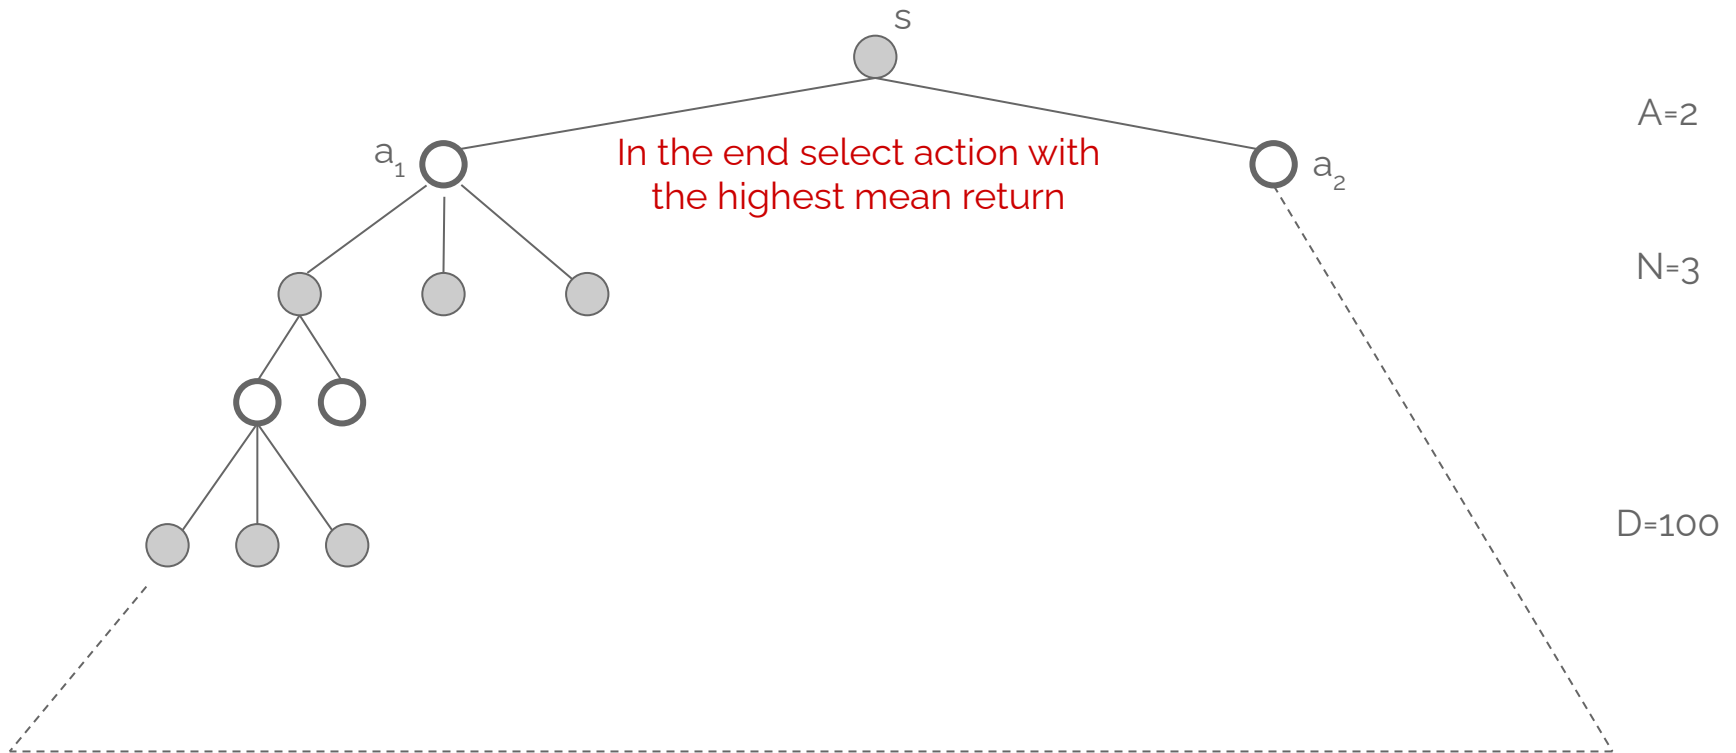 s
A=2
a1
In the end select action with
the highest mean return
a2
N=3
D=100